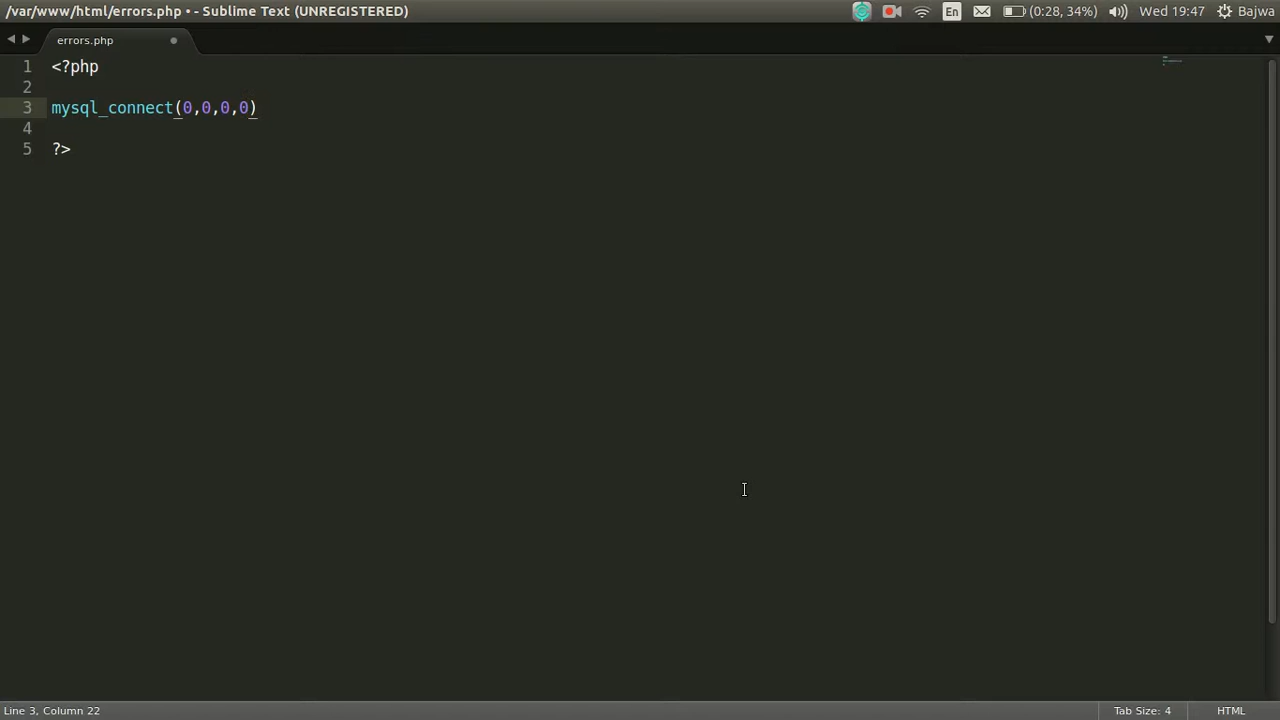 /var/www/html/errors.php • - Sublime Text (UNREGISTERED) En (0:28, 34%) Wed 19:47 Bajwa
errors.php
1 <?php
2
3 mysql_connect(0,0,0,0)
4
5 ?>
Line 3, Column 22 Tab Size: 4 HTML